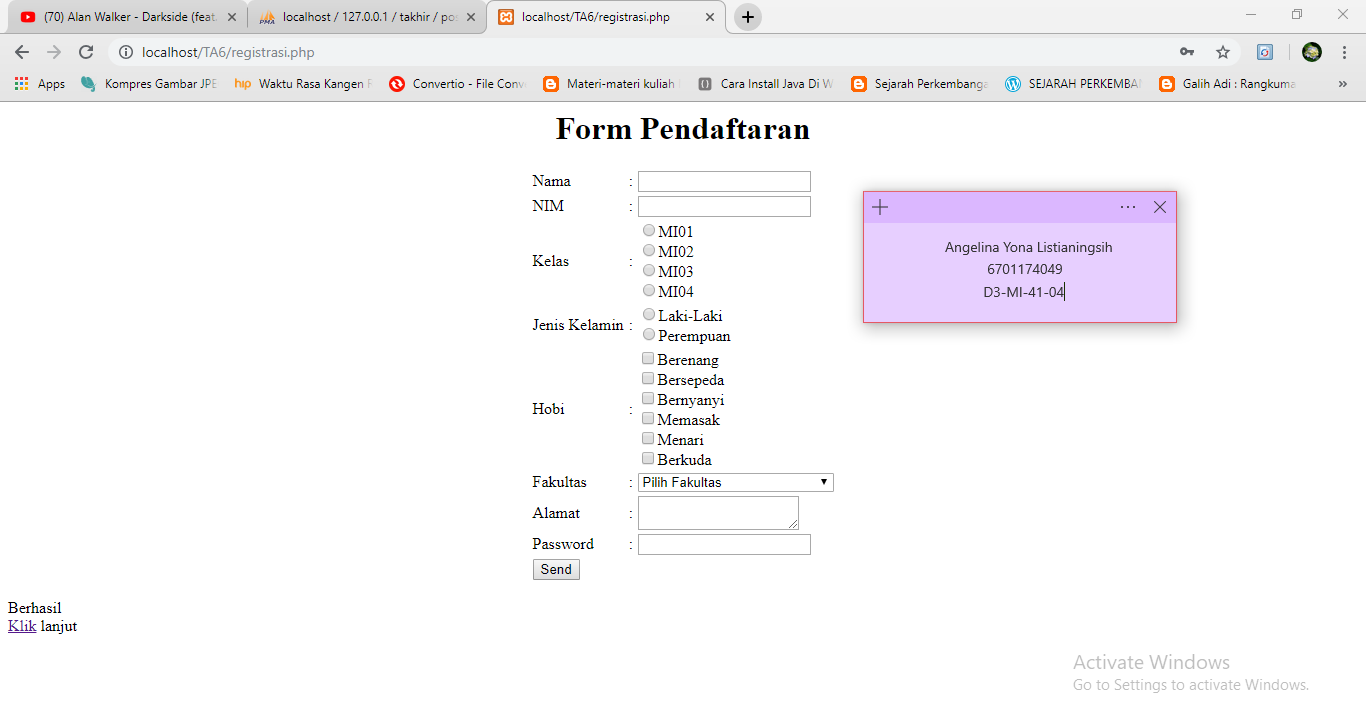 (70) Alan Walker - Darkside (feat.
localhost / 127.0.0.1 / takhir / po
localhost/TA6/registrasi.php
localhost/TA6/registrasi.php
Apps
Kompres Gambar JPE
hip Waktu Rasa Kangen
Convertio - File Conv
Materi-materi kuliah
Cara Install Java Di W
Sejarah Perkembanga
SEJARAH PERKEMBA
Galih Adi : Rangkuma
Form Pendaftaran
Nama :
NIM :
Kelas :
MI01
MI02
MI03
MI04
Jenis Kelamin :
Laki-Laki
Perempuan
Hobi :
Berenang
Bersepeda
Bernyanyi
Memasak
Menari
Berkuda
Fakultas : Pilih Fakultas
Alamat :
Password :
Send
Angelina Yona Listianingsih
6701174049
D3-MI-41-04
Berhasil
Klik lanjut
Activate Windows
Go to Settings to activate Windows.